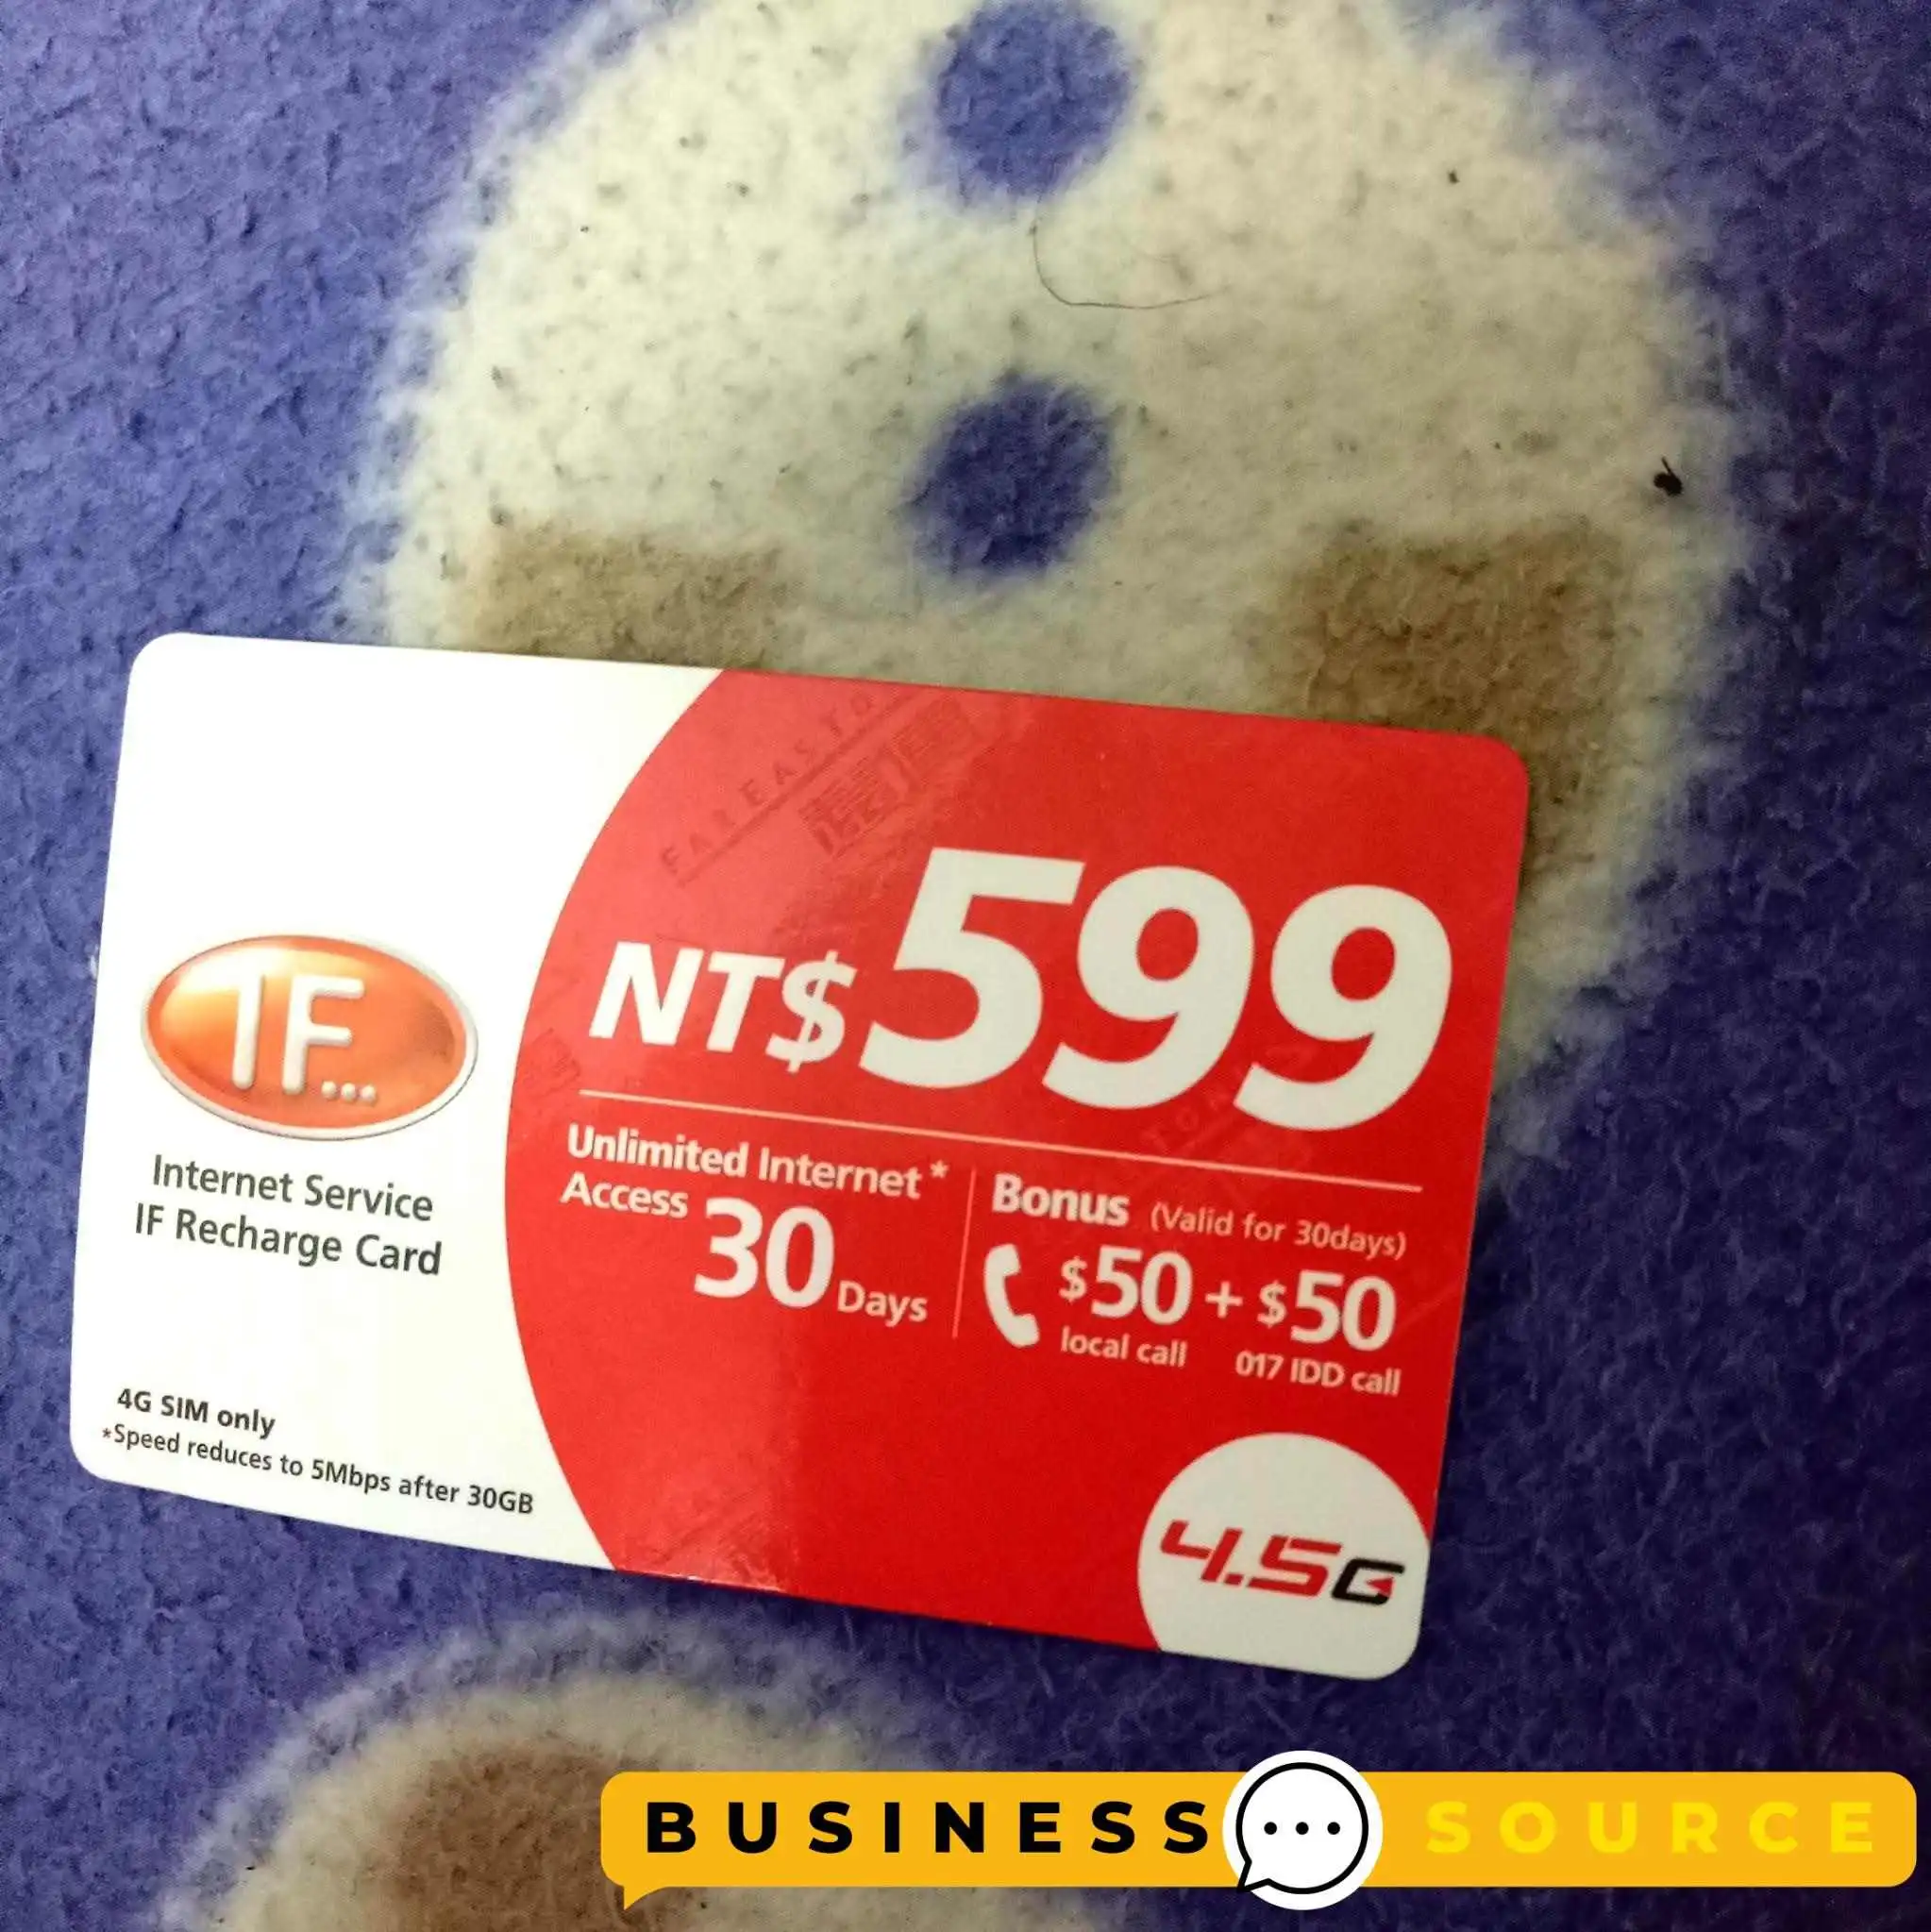 FAREASTO
NT$599
IF...
Internet Service
IF Recharge Card
Unlimited Internet*
Access 30 Days
Bonus (Valid for 30days)
$50 + $50
local call 017 IDD call
4G SIM only
*Speed reduces to 5Mbps after 30GB
4.5G
BUSINESS SOURCE